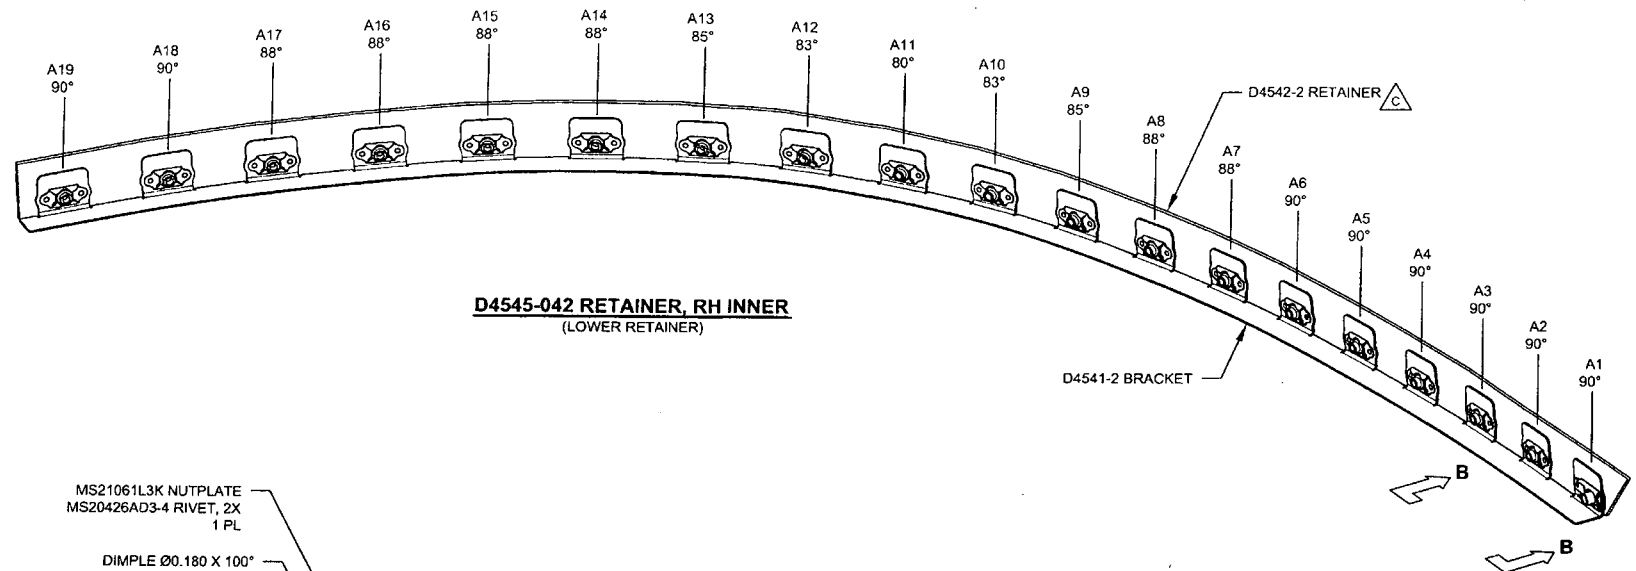 A19
90°
A18
90°
A17
88°
A16
88°
A15
88°
A14
88°
A13
85°
A12
83°
A11
80°
A10
83°
A9
85°
A8
88°
A7
88°
A6
90°
A5
90°
A4
90°
A3
90°
A2
90°
A1
90°
D4542-2 RETAINER C
D4545-042 RETAINER, RH INNER
(LOWER RETAINER)
D4541-2 BRACKET
B
B
MS21061L3K NUTPLATE
MS20426AD3-4 RIVET, 2X
1 PL
DIMPLE Ø0.180 X 100°